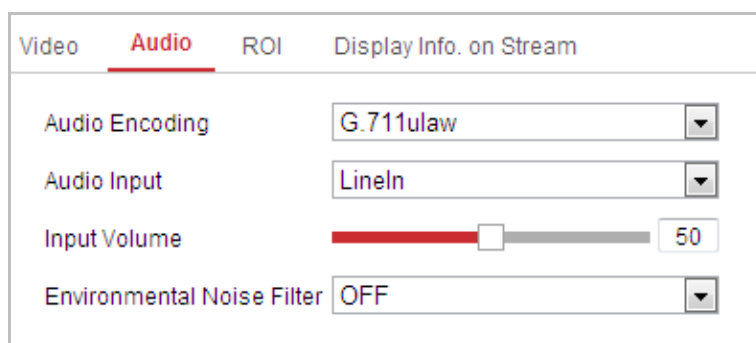 Video Audio ROI Display Info. on Stream
Audio Encoding G.711ulaw
Audio Input LineIn
Input Volume 50
Environmental Noise Filter OFF